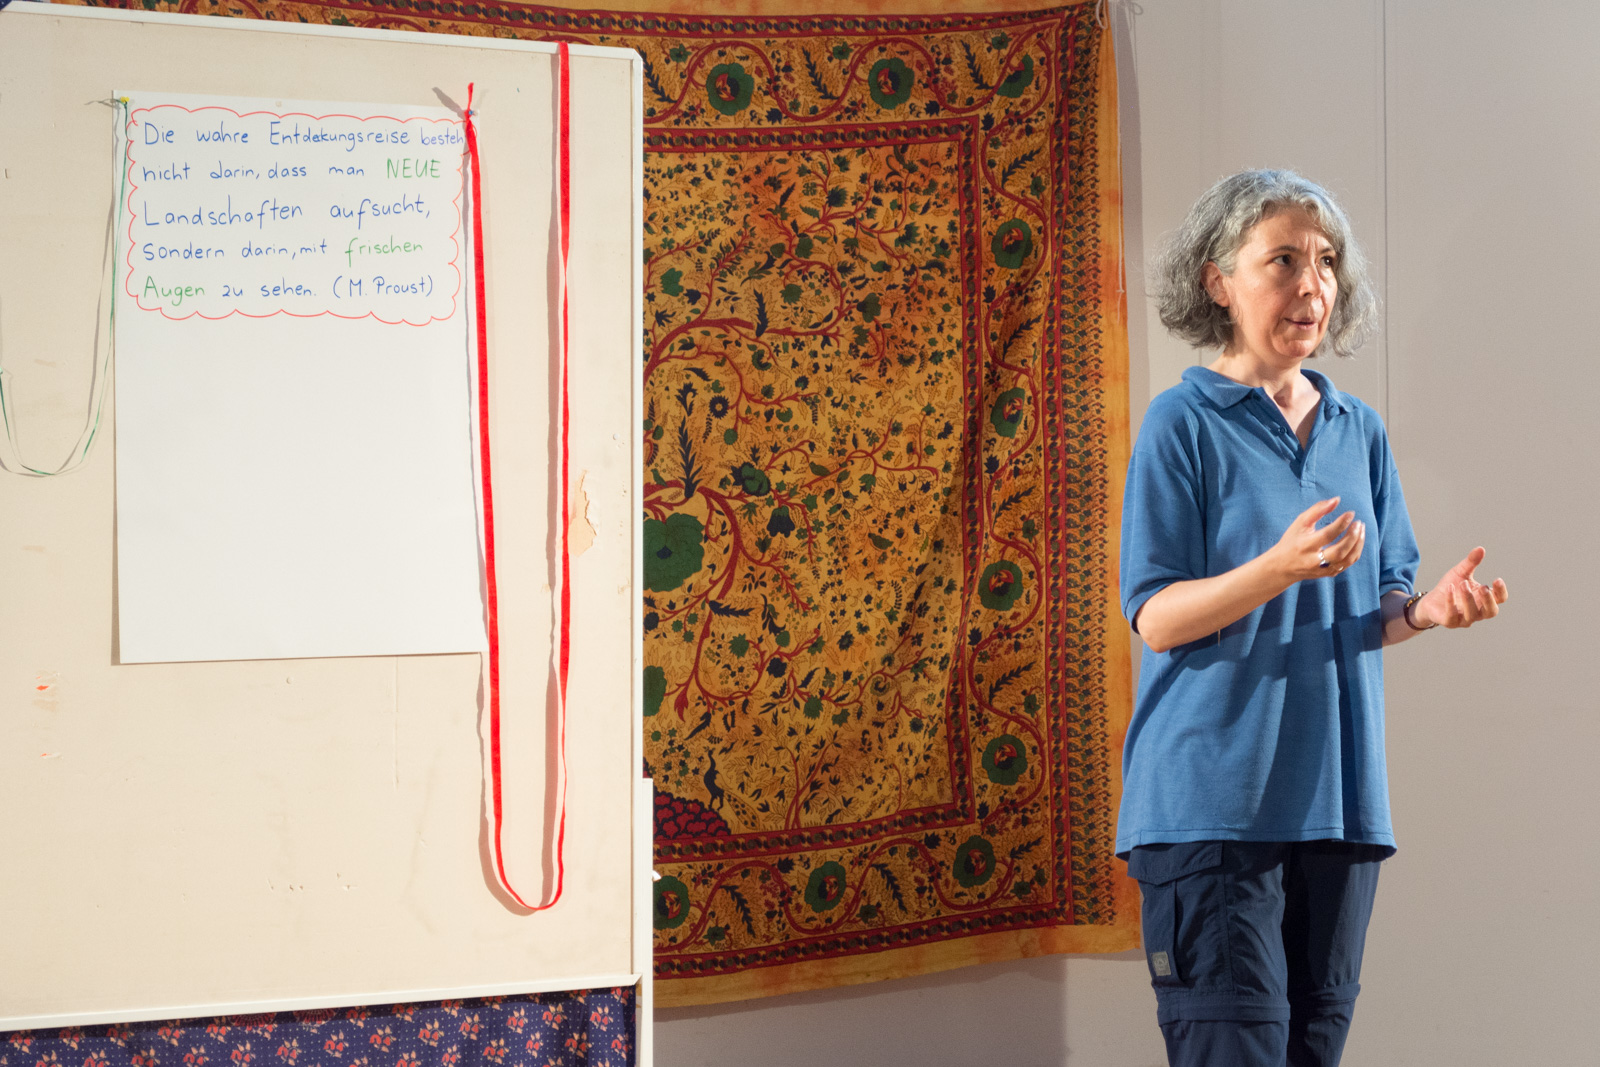 Die wahre Entdekungsreise besteh
nicht darin, dass man NEUE
Landschaften aufsucht,
sondern darin, mit frischen
Augen zu sehen. (M. Proust)